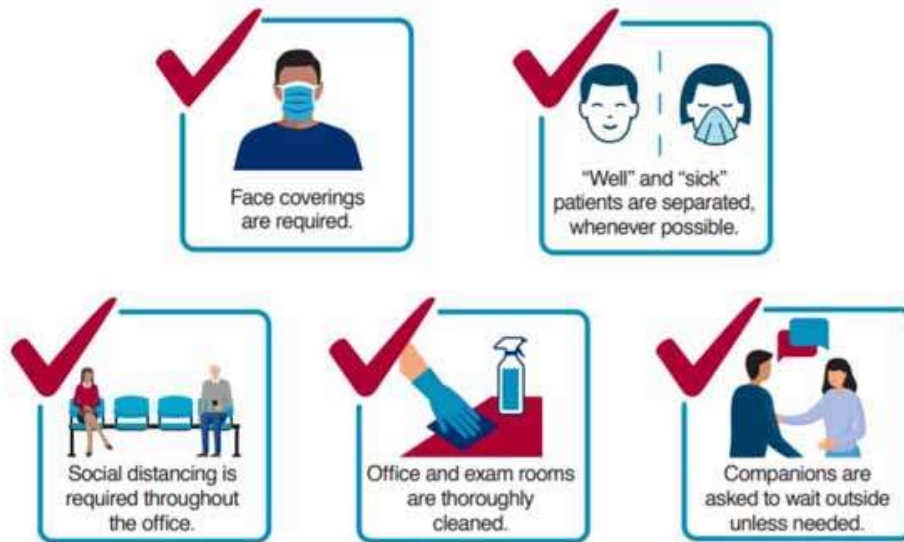 Face coverings
are required.
“Well” and “sick”
patients are separated,
whenever possible.
Social distancing is
required throughout
the office.
Office and exam rooms
are thoroughly
cleaned.
Companions are
asked to wait outside
unless needed.